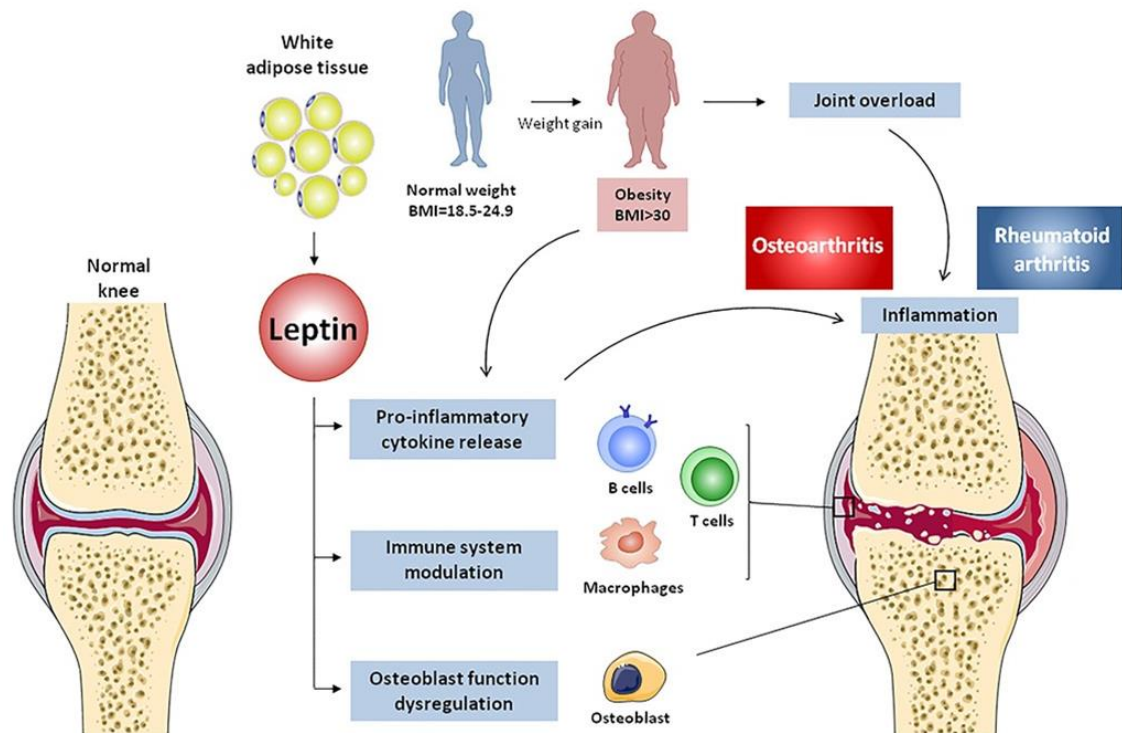 White
adipose tissue
Weight gain
Normal weight
BMI=18.5-24.9
Obesity
BMI>30
Joint overload
Osteoarthritis
Rheumatoid
arthritis
Normal
knee
Leptin
Inflammation
Pro-inflammatory
cytokine release
B cells
T cells
Immune system
modulation
Macrophages
Osteoblast function
dysregulation
Osteoblast